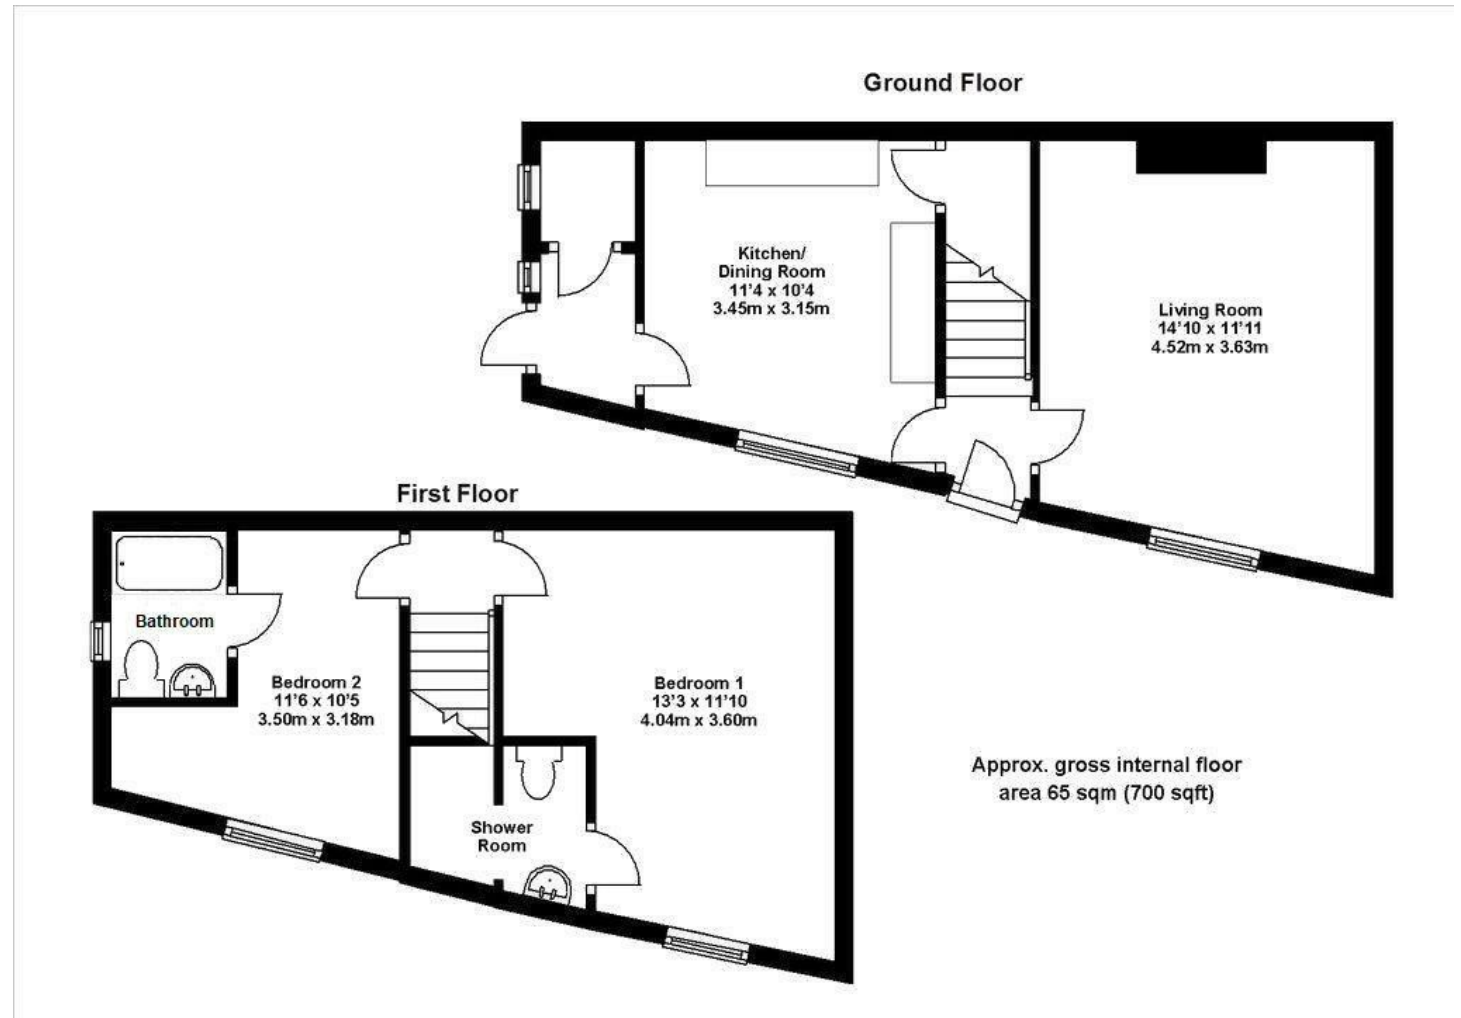 Ground Floor
Kitchen/
Dining Room
11'4 x 10'4
3.45m x 3.15m
Living Room
14'10 x 11'11
4.52m x 3.63m
First Floor
Bathroom
Bedroom 2
11'6 x 10'5
3.50m x 3.18m
Bedroom 1
13'3 x 11'10
4.04m x 3.60m
Shower
Room
Approx. gross internal floor
area 65 sqm (700 sqft)